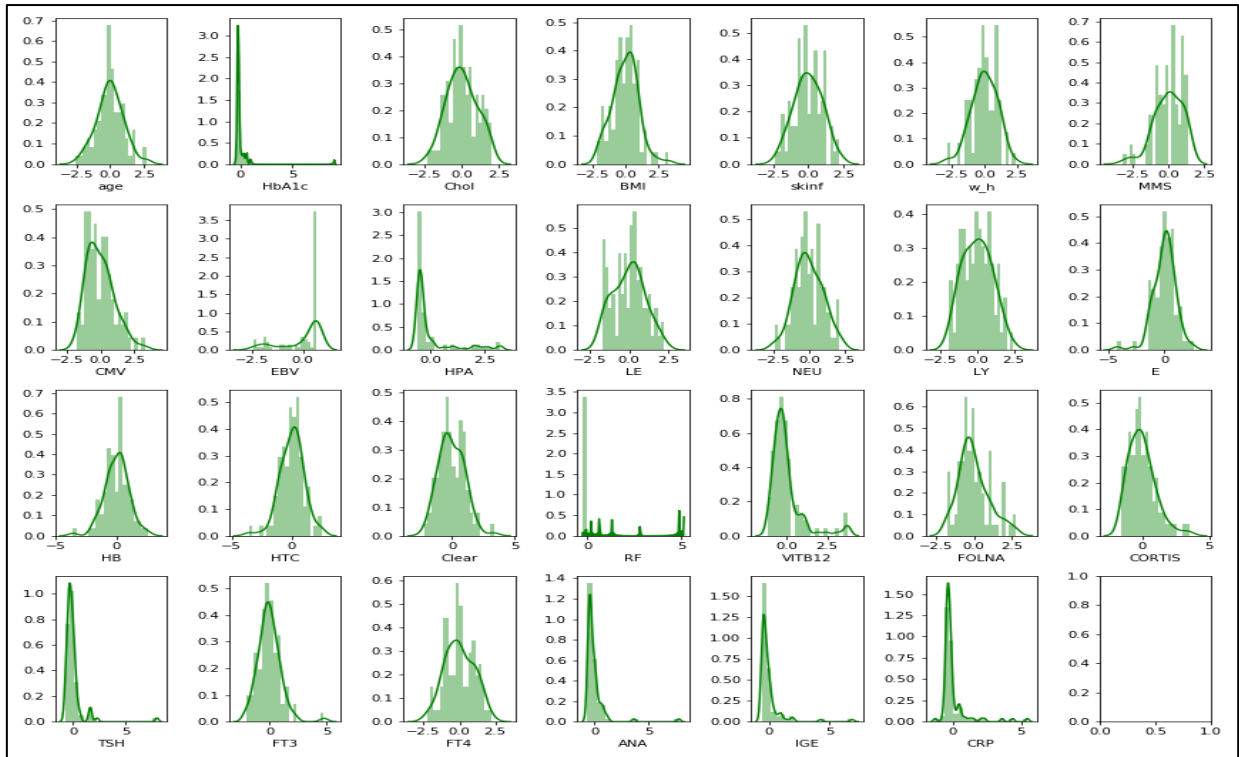 0.7 0.6 0.5 0.4 0.3 0.2 0.1 0.0
−2.5 0.0 2.5
age
3.0 2.5 2.0 1.5 1.0 0.5 0.0
0 5
HbA1c
0.5 0.4 0.3 0.2 0.1 0.0
−2.5 0.0 2.5
Chol
0.5 0.4 0.3 0.2 0.1 0.0
−2.5 0.0 2.5
BMI
0.5 0.4 0.3 0.2 0.1 0.0
−2.5 0.0 2.5
skinf
0.5 0.4 0.3 0.2 0.1 0.0
−2.5 0.0 2.5
w_h
0.7 0.6 0.5 0.4 0.3 0.2 0.1 0.0
−2.5 0.0 2.5
MMS
0.5 0.4 0.3 0.2 0.1 0.0
−2.5 0.0 2.5
CMV
3.5 3.0 2.5 2.0 1.5 1.0 0.5 0.0
−2.5 0.0
EBV
3.0 2.5 2.0 1.5 1.0 0.5 0.0
0.0 2.5
HPA
0.5 0.4 0.3 0.2 0.1 0.0
−2.5 0.0 2.5
LE
0.5 0.4 0.3 0.2 0.1 0.0
−2.5 0.0 2.5
NEU
0.4 0.3 0.2 0.1 0.0
−2.5 0.0 2.5
LY
0.5 0.4 0.3 0.2 0.1 0.0
−5 0
E
0.7 0.6 0.5 0.4 0.3 0.2 0.1 0.0
−5 0
HB
0.5 0.4 0.3 0.2 0.1 0.0
−5 0
HTC
0.5 0.4 0.3 0.2 0.1 0.0
0 5
Clear
3.5 3.0 2.5 2.0 1.5 1.0 0.5 0.0
0 5
RF
0.8 0.6 0.4 0.2 0.0
0.0 2.5
VITB12
0.6 0.5 0.4 0.3 0.2 0.1 0.0
−2.5 0.0 2.5
FOLNA
0.5 0.4 0.3 0.2 0.1 0.0
0 5
CORTIS
1.0 0.8 0.6 0.4 0.2 0.0
0 5
TSH
0.5 0.4 0.3 0.2 0.1 0.0
0 5
FT3
0.6 0.5 0.4 0.3 0.2 0.1 0.0
−2.5 0.0 2.5
FT4
1.4 1.2 1.0 0.8 0.6 0.4 0.2 0.0
0 5
ANA
1.50 1.25 1.00 0.75 0.50 0.25 0.00
0 5
IGE
1.50 1.25 1.00 0.75 0.50 0.25 0.00
0 5
CRP
1.0 0.8 0.6 0.4 0.2 0.0
0.0 0.5 1.0